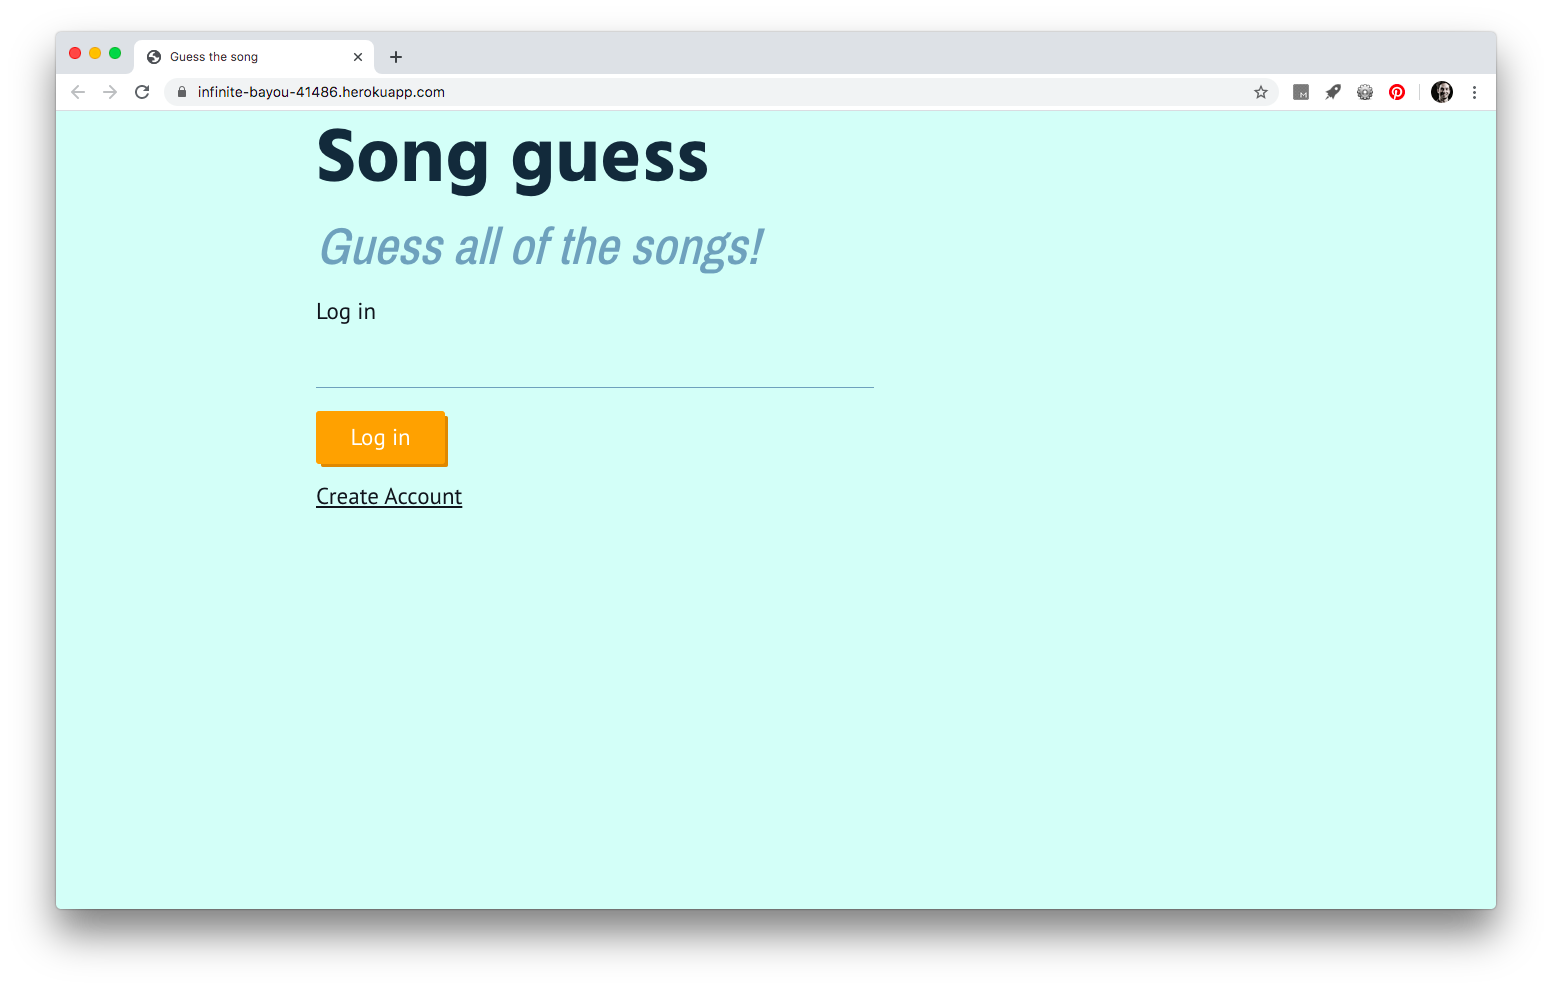 Guess the song
infinite-bayou-41486.herokuapp.com
Song guess
Guess all of the songs!
Log in
Log in
Create Account